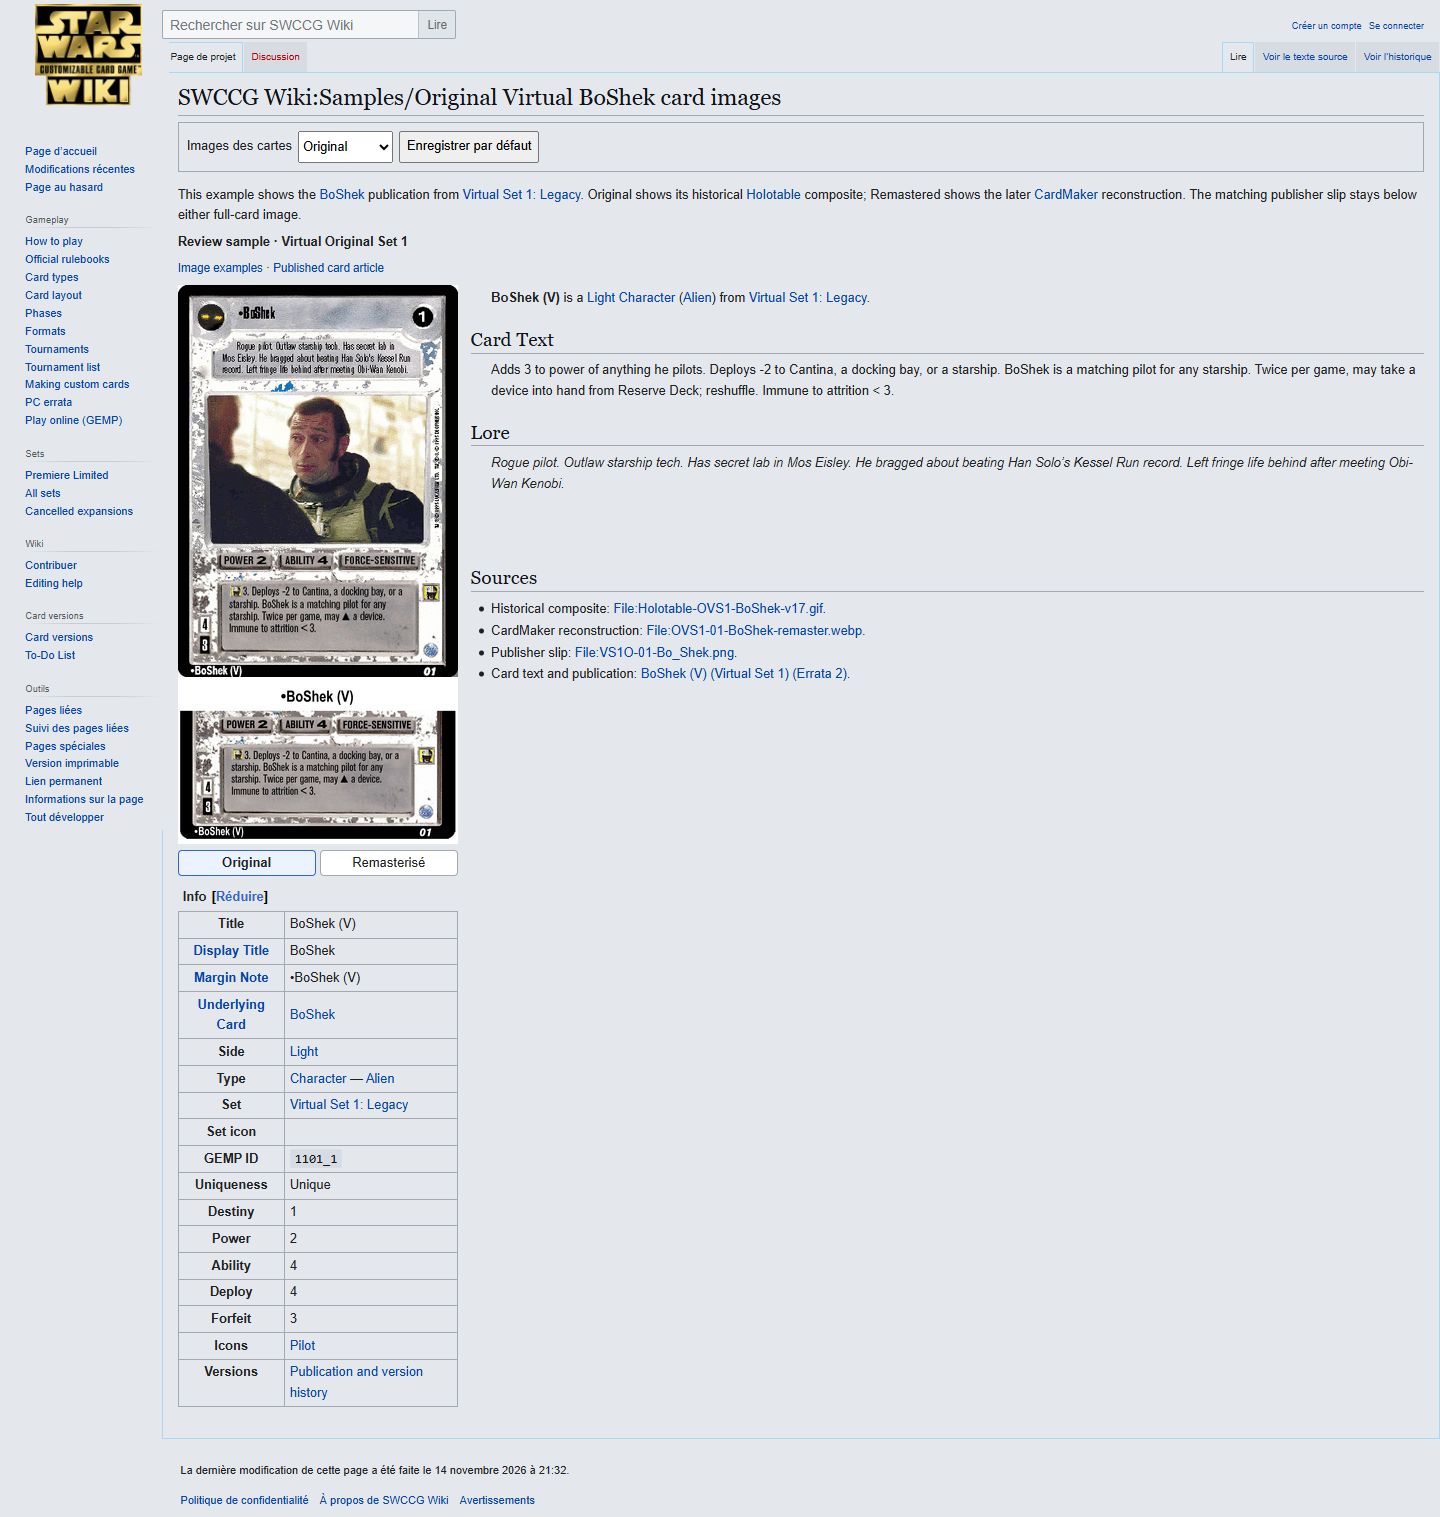 STAR
WARS
CUSTOMIZABLE CARD GAME
WIKI
Rechercher sur SWCCG Wiki
Lire
Créer un compte Se connecter
Page de projet Discussion
Lire Voir le texte source Voir l'historique
SWCCG Wiki:Samples/Original Virtual BoShek card images
Images des cartes Original Enregistrer par défaut
This example shows the BoShek publication from Virtual Set 1: Legacy. Original shows its historical Holotable composite; Remastered shows the later CardMaker reconstruction. The matching publisher slip stays below
either full-card image.
Review sample · Virtual Original Set 1
Image examples · Published card article
Page d'accueil
Modifications récentes
Page au hasard
Gameplay
How to play
Official rulebooks
Card types
Card layout
Phases
Formats
Tournaments
Tournament list
Making custom cards
PC errata
Play online (GEMP)
Sets
Premiere Limited
All sets
Cancelled expansions
Wiki
Contribuer
Editing help
Card versions
Card versions
To-Do List
Outils
Pages liées
Suivi des pages liées
Pages spéciales
Version imprimable
Lien permanent
Informations sur la page
Tout développer
•BoShek
1
Rogue pilot. Outlaw starship tech. Has secret lab in
Mos Eisley. He bragged about beating Han Solo's Kessel Run
record. Left fringe life behind after meeting Obi-Wan Kenobi.
POWER 2 ABILITY 4 FORCE-SENSITIVE
3. Deploys -2 to Cantina, a docking bay, or a
starship. BoShek is a matching pilot for any
starship. Twice per game, may ▲ a device.
Immune to attrition < 3.
4
3
•BoShek (V) 01
•BoShek (V)
POWER 2 ABILITY 4 FORCE-SENSITIVE
3. Deploys -2 to Cantina, a docking bay, or a
starship. BoShek is a matching pilot for any
starship. Twice per game, may ▲ a device.
Immune to attrition < 3.
4
3
•BoShek (V) 01
Original Remasterisé
BoShek (V) is a Light Character (Alien) from Virtual Set 1: Legacy.
Card Text
Adds 3 to power of anything he pilots. Deploys -2 to Cantina, a docking bay, or a starship. BoShek is a matching pilot for any starship. Twice per game, may take a
device into hand from Reserve Deck; reshuffle. Immune to attrition < 3.
Lore
Rogue pilot. Outlaw starship tech. Has secret lab in Mos Eisley. He bragged about beating Han Solo's Kessel Run record. Left fringe life behind after meeting Obi-
Wan Kenobi.
Sources
• Historical composite: File:Holotable-OVS1-BoShek-v17.gif.
• CardMaker reconstruction: File:OVS1-01-BoShek-remaster.webp.
• Publisher slip: File:VS1O-01-Bo_Shek.png.
• Card text and publication: BoShek (V) (Virtual Set 1) (Errata 2).
Info [Réduire]
Title BoShek (V)
Display Title BoShek
Margin Note •BoShek (V)
Underlying
Card BoShek
Side Light
Type Character — Alien
Set Virtual Set 1: Legacy
Set icon
GEMP ID 1101_1
Uniqueness Unique
Destiny 1
Power 2
Ability 4
Deploy 4
Forfeit 3
Icons Pilot
Versions Publication and version
history
La dernière modification de cette page a été faite le 14 novembre 2026 à 21:32.
Politique de confidentialité À propos de SWCCG Wiki Avertissements